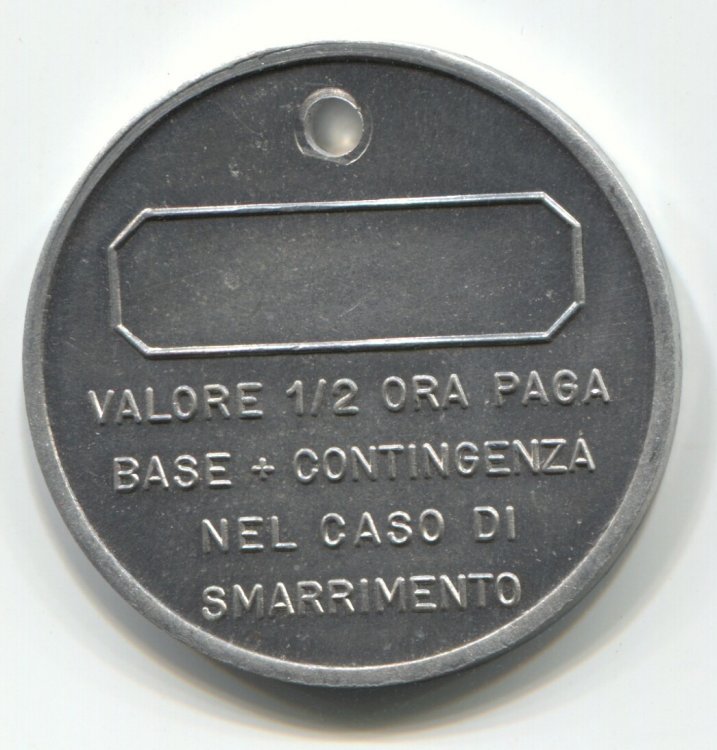 VALORE 1/2 ORA PAGA
BASE + CONTINGENZA
NEL CASO DI
SMARRIMENTO